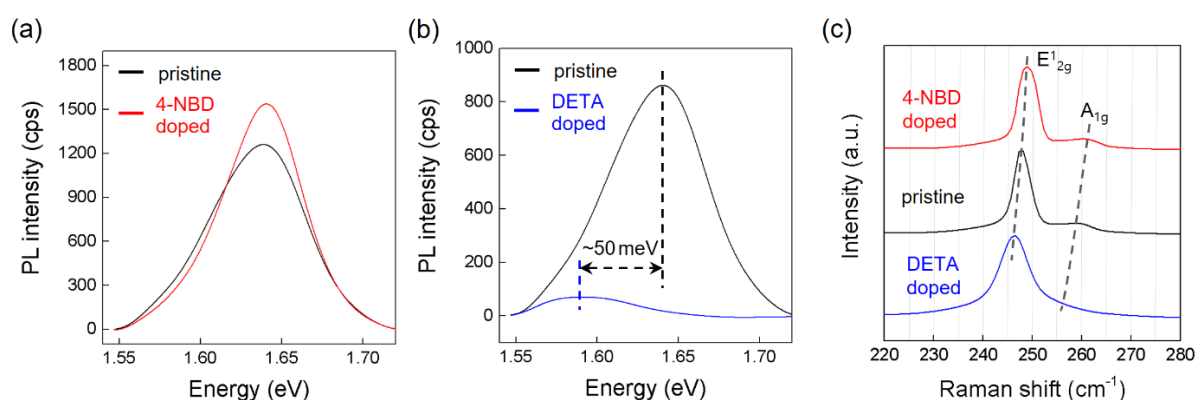 (a)
PL intensity (cps)
1800
1500
1200
900
600
300
0
pristine
4-NBD
doped
1.55
1.60
1.65
1.70
Energy (eV)
(b)
PL intensity (cps)
1000
800
600
400
200
0
pristine
DETA
doped
~50 meV
1.55
1.60
1.65
1.70
Energy (eV)
(c)
Intensity (a.u.)
E¹2g
A1g
4-NBD
doped
pristine
DETA
doped
220
230
240
250
260
270
280
Raman shift (cm⁻¹)